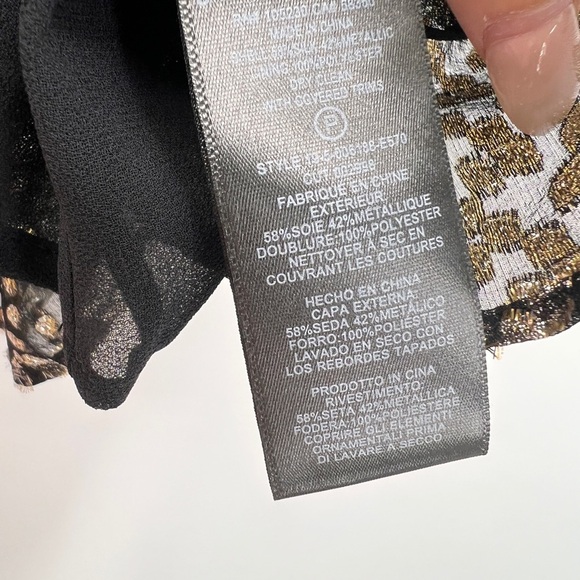 MADE IN CHINA
DRY CLEAN
WITH COVERED TRIMS
P
STYLE
FABRIQUE EN CHINE
EXTÉRIEUR:
58%SOIE 42%METALLIQUE
DOUBLURE:100%POLYESTER
NETTOYER À SEC EN
COUVRANT LES COUTURES
HECHO EN CHINA
CAPA EXTERNA:
58%SEDA 42%METÁLICO
FORRO:100%POLIÉSTER
LAVADO EN SECO EN
LOS REBORDES TAPADOS
PRODOTTO IN CINA
RIVESTIMENTO:
58%SETA 42%METALLICA
FODERA:100%POLIESTERE
COPRIRE GLI ELEMENTI
ORNAMENTALI PRIMA
DI LAVARE A SECCO